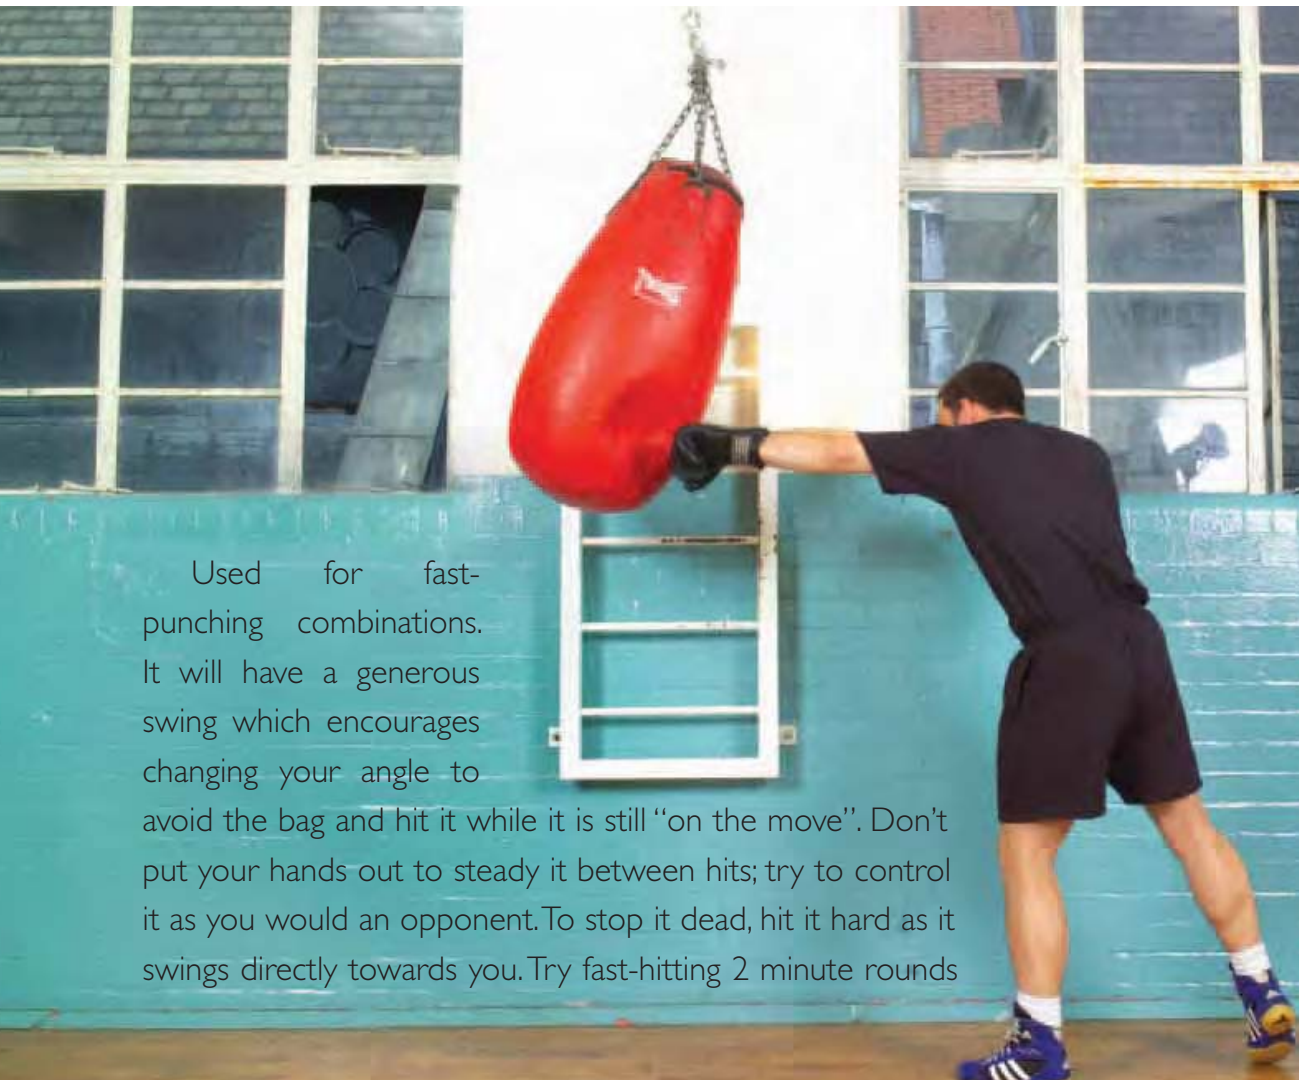 Used for fast-
punching combinations.
It will have a generous
swing which encourages
changing your angle to
avoid the bag and hit it while it is still “on the move”. Don’t
put your hands out to steady it between hits; try to control
it as you would an opponent. To stop it dead, hit it hard as it
swings directly towards you. Try fast-hitting 2 minute rounds